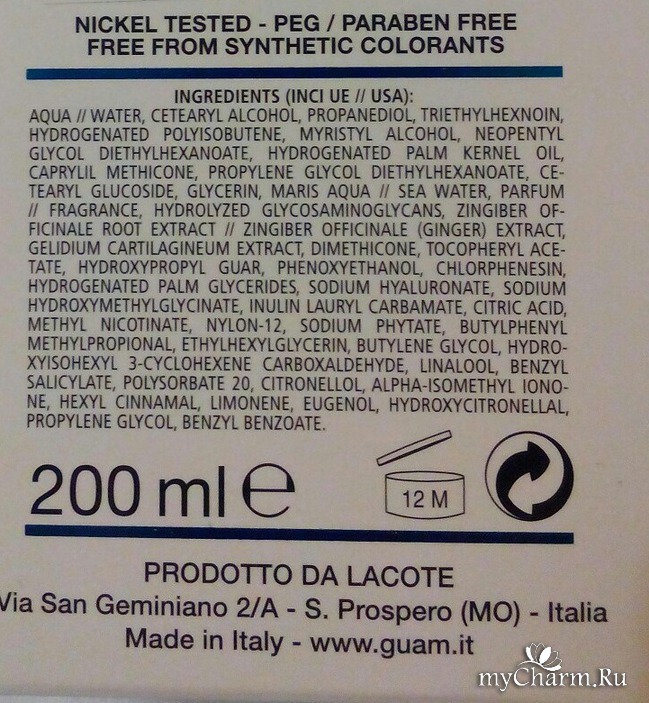 NICKEL TESTED - PEG / PARABEN FREE
FREE FROM SYNTHETIC COLORANTS
INGREDIENTS (INCI UE // USA):
AQUA // WATER, CETEARYL ALCOHOL, PROPANEDIOL, TRIETHYLHEXNOIN,
HYDROGENATED POLYISOBUTENE, MYRISTYL ALCOHOL, NEOPENTYL
GLYCOL DIETHYLHEXANOATE, HYDROGENATED PALM KERNEL OIL,
CAPRYLIL METHICONE, PROPYLENE GLYCOL DIETHYLHEXANOATE, CE-
TEARYL GLUCOSIDE, GLYCERIN, MARIS AQUA // SEA WATER, PARFUM
// FRAGRANCE, HYDROLYZED GLYCOSAMINOGLYCANS, ZINGIBER OF-
FICINALE ROOT EXTRACT // ZINGIBER OFFICINALE (GINGER) EXTRACT,
GELIDIUM CARTILAGINEUM EXTRACT, DIMETHICONE, TOCOPHERYL ACE-
TATE, HYDROXYPROPYL GUAR, PHENOXYETHANOL, CHLORPHENESIN,
HYDROGENATED PALM GLYCERIDES, SODIUM HYALURONATE, SODIUM
HYDROXYMETHYLGLYCINATE, INULIN LAURYL CARBAMATE, CITRIC ACID,
METHYL NICOTINATE, NYLON-12, SODIUM PHYTATE, BUTYLPHENYL
METHYLPROPIONAL, ETHYLHEXYLGLYCERIN, BUTYLENE GLYCOL, HYDRO-
XYISOHEXYL 3-CYCLOHEXENE CARBOXALDEHYDE, LINALOOL, BENZYL
SALICYLATE, POLYSORBATE 20, CITRONELLOL, ALPHA-ISOMETHYL IONO-
NE, HEXYL CINNAMAL, LIMONENE, EUGENOL, HYDROXYCITRONELLAL,
PROPYLENE GLYCOL, BENZYL BENZOATE.
200 ml e
12 M
PRODOTTO DA LACOTE
Via San Geminiano 2/A - S. Prospero (MO) - Italia
Made in Italy - www.guam.it
myCharm.Ru